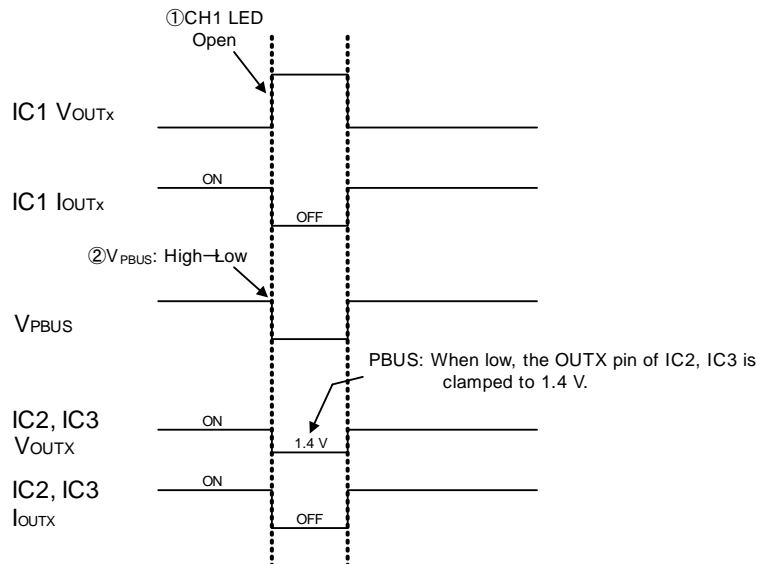 ①CH1 LED
Open
IC1 VOUTx
ON
IC1 IOUTx
OFF
②VPBUS: High→Low
VPBUS
PBUS: When low, the OUTX pin of IC2, IC3 is
clamped to 1.4 V.
IC2, IC3
VOUTX
ON
1.4 V
IC2, IC3
IOUTX
ON
OFF